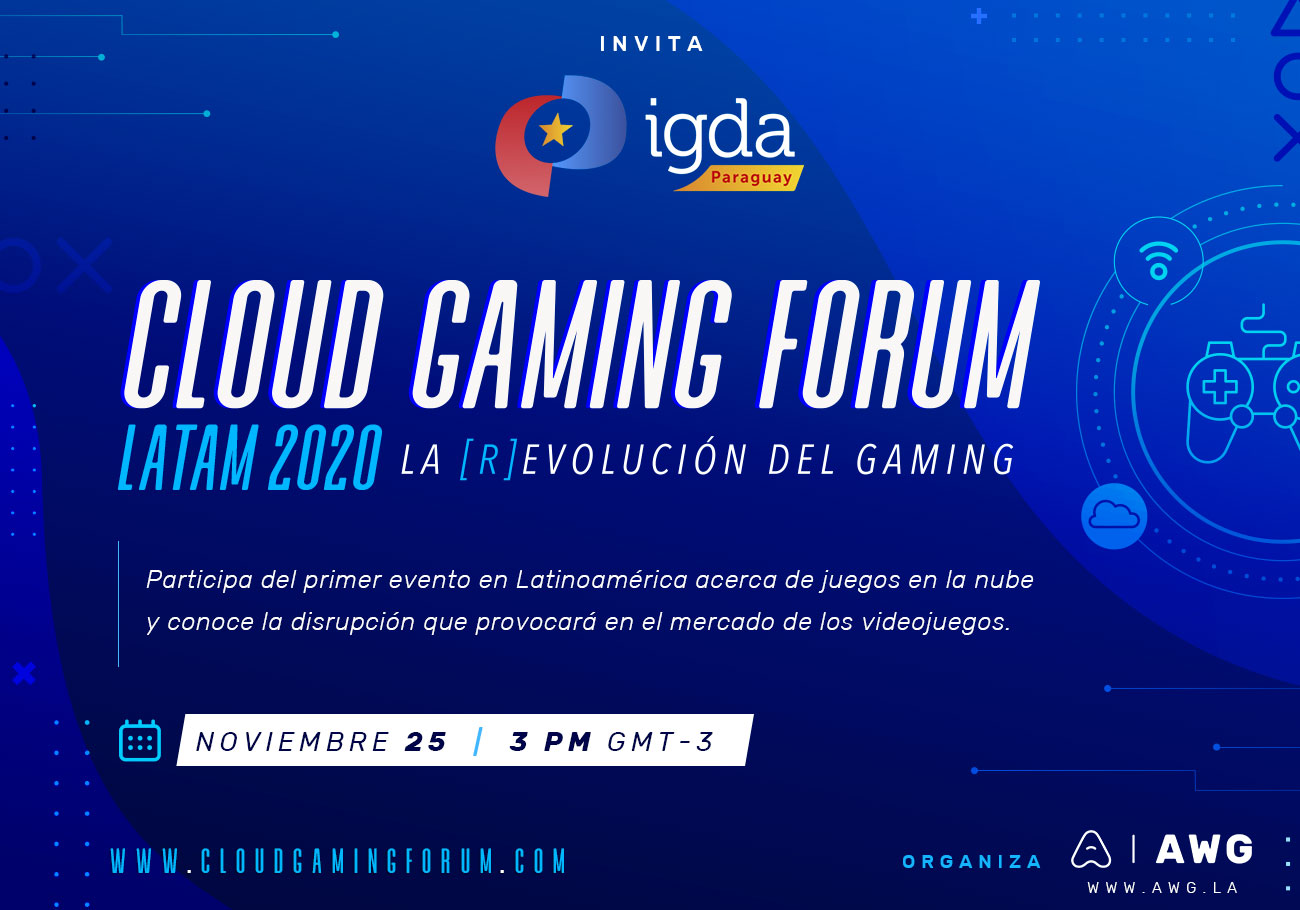 INVITA
igda
Paraguay
CLOUD GAMING FORUM
LATAM 2020 LA [R]EVOLUCIÓN DEL GAMING
Participa del primer evento en Latinoamérica acerca de juegos en la nube
y conoce la disrupción que provocará en el mercado de los videojuegos.
NOVIEMBRE 25 / 3 PM GMT-3
WWW.CLOUDGAMINGFORUM.COM
ORGANIZA | AWG
WWW.AWG.LA